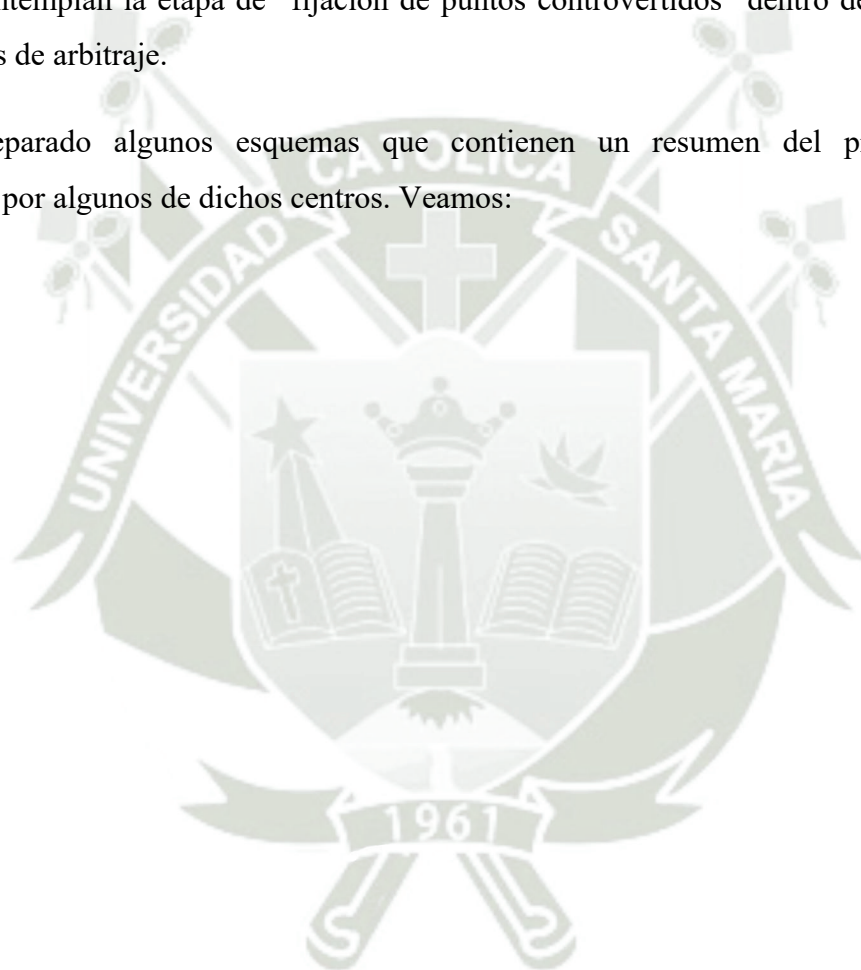 ntemplan la etapa de "fijación de puntos controvertidos" dentro de
s de arbitraje.
eparado algunos esquemas que contienen un resumen del
por algunos de dichos centros. Veamos:
UNIVERSIDAD CATOLICA SANTA MARIA
1961